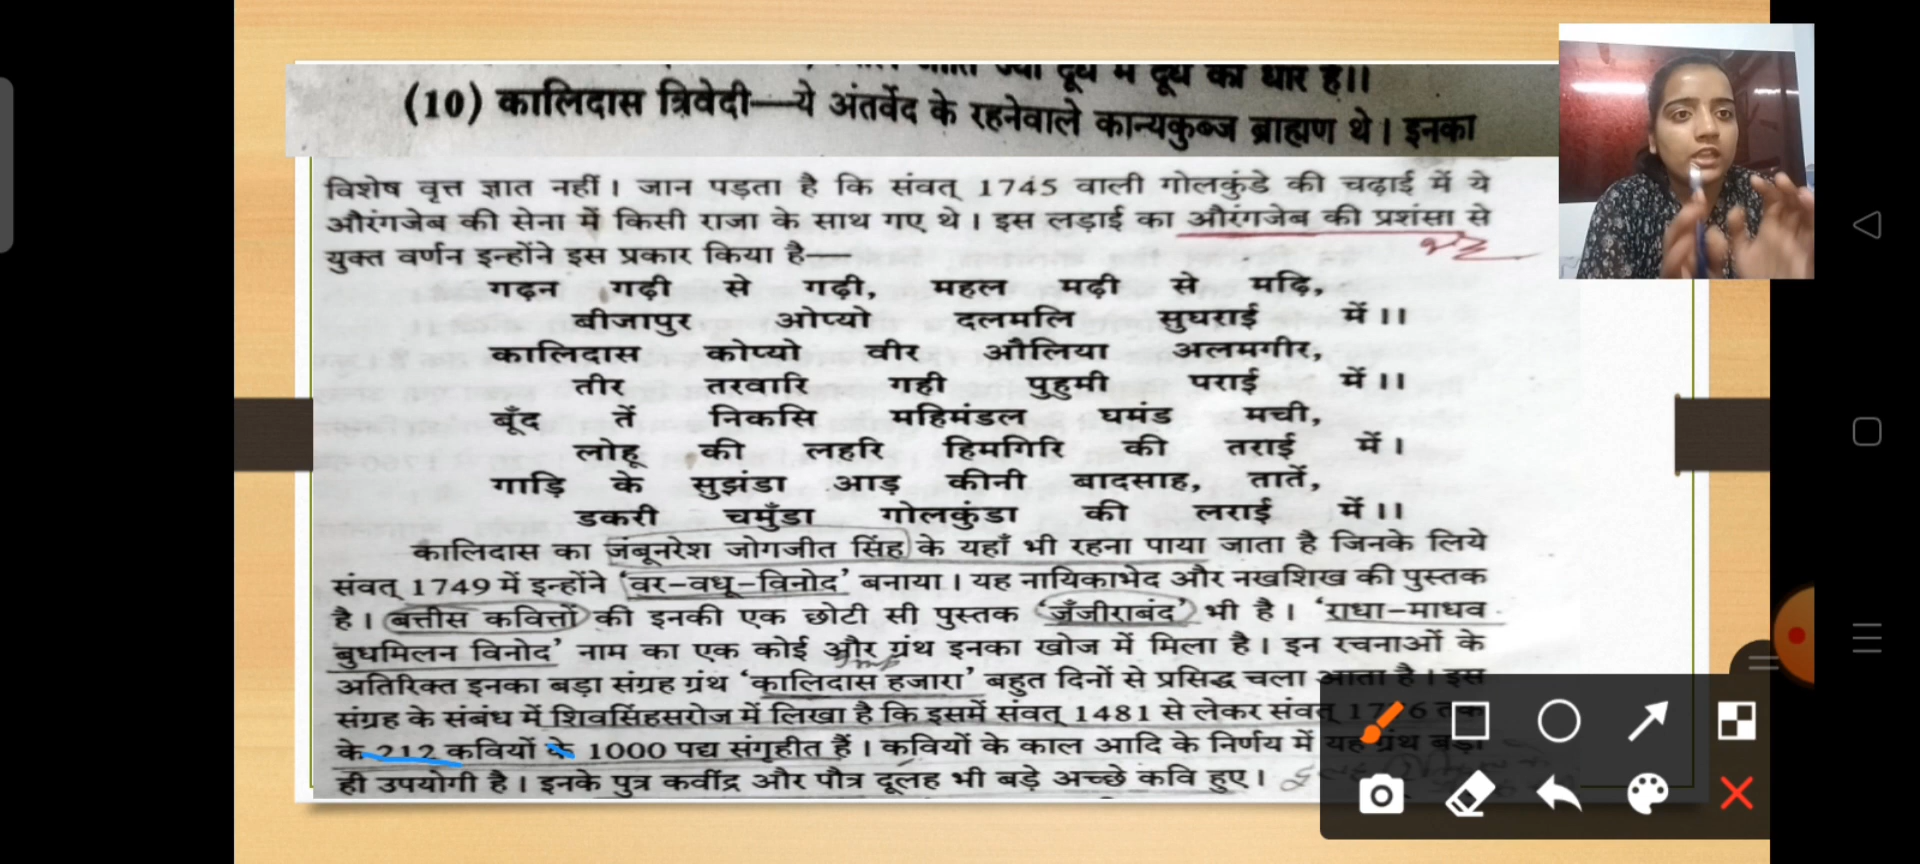 दूध में दूध की धार है।।
(10) कालिदास त्रिवेदी—ये अंतर्वेद के रहनेवाले कान्यकुब्ज ब्राह्मण थे। इनका
विशेष वृत्त ज्ञात नहीं। जान पड़ता है कि संवत् 1745 वाली गोलकुंडे की चढ़ाई में ये
औरंगजेब की सेना में किसी राजा के साथ गए थे। इस लड़ाई का औरंगजेब की प्रशंसा से
युक्त वर्णन इन्होंने इस प्रकार किया है—
गढ़न गढ़ी से गढ़ी, महल मढ़ी से मढ़ि,
बीजापुर ओप्यो दलमलि सुघराई में।।
कालिदास कोप्यो वीर औलिया अलमगीर,
तीर तरवारि गही पुहुमी पराई में।।
बूँद तें निकसि महिमंडल घमंड मची,
लोहू की लहरि हिमगिरि की तराई में।
गाड़ि के सुझंडा आड़ कीनी बादसाह, तातें,
डकरी चमुँडा गोलकुंडा की लराई में।।
कालिदास का जंबूनरेश जोगजीत सिंह के यहाँ भी रहना पाया जाता है जिनके लिये
संवत् 1749 में इन्होंने ‘वर-वधू-विनोद’ बनाया। यह नायिकाभेद और नखशिख की पुस्तक
है। बत्तीस कवित्तों की इनकी एक छोटी सी पुस्तक ‘जँजीराबंद’ भी है। ‘राधा-माधव
बुधमिलन विनोद’ नाम का एक कोई और ग्रंथ इनका खोज में मिला है। इन रचनाओं के
अतिरिक्त इनका बड़ा संग्रह ग्रंथ ‘कालिदास हजारा’ बहुत दिनों से प्रसिद्ध चला आता है। इस
संग्रह के संबंध में शिवसिंहसरोज में लिखा है कि इसमें संवत् 1481 से लेकर संवत् तक
के 212 कवियों के 1000 पद्य संगृहीत हैं। कवियों के काल आदि के निर्णय में यह ग्रंथ बड़ा
ही उपयोगी है। इनके पुत्र कवींद्र और पौत्र दूलह भी बड़े अच्छे कवि हुए।